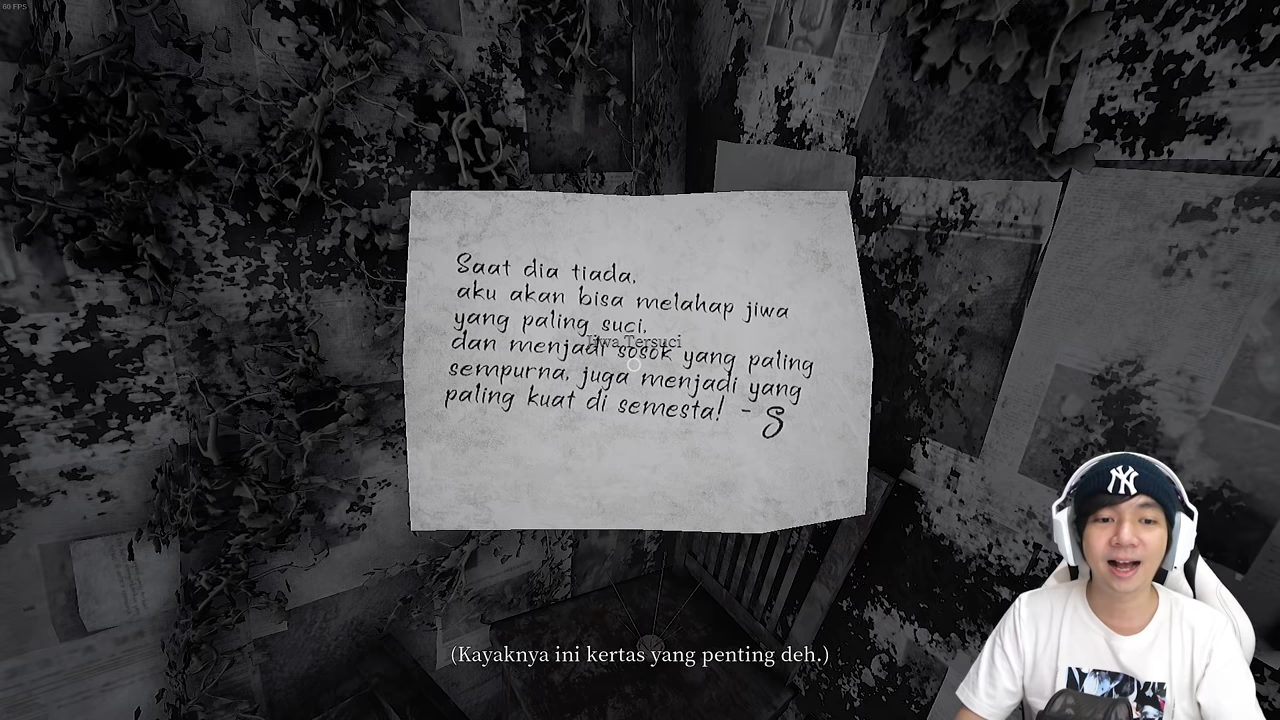 60 FPS
Saat dia tiada,
aku akan bisa melahap jiwa
yang paling suci,
Jiwa Tersuci
dan menjadi sosok yang paling
sempurna, juga menjadi yang
paling kuat di semesta! - S
(Kayaknya ini kertas yang penting deh.)
NY